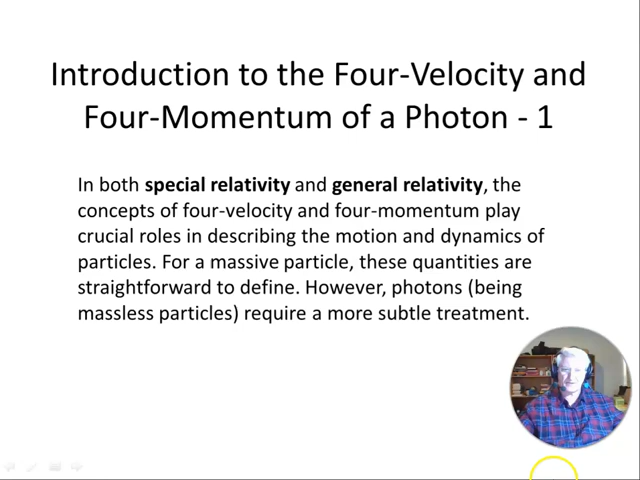 Introduction to the Four-Velocity and
Four-Momentum of a Photon - 1
In both special relativity and general relativity, the
concepts of four-velocity and four-momentum play
crucial roles in describing the motion and dynamics of
particles. For a massive particle, these quantities are
straightforward to define. However, photons (being
massless particles) require a more subtle treatment.